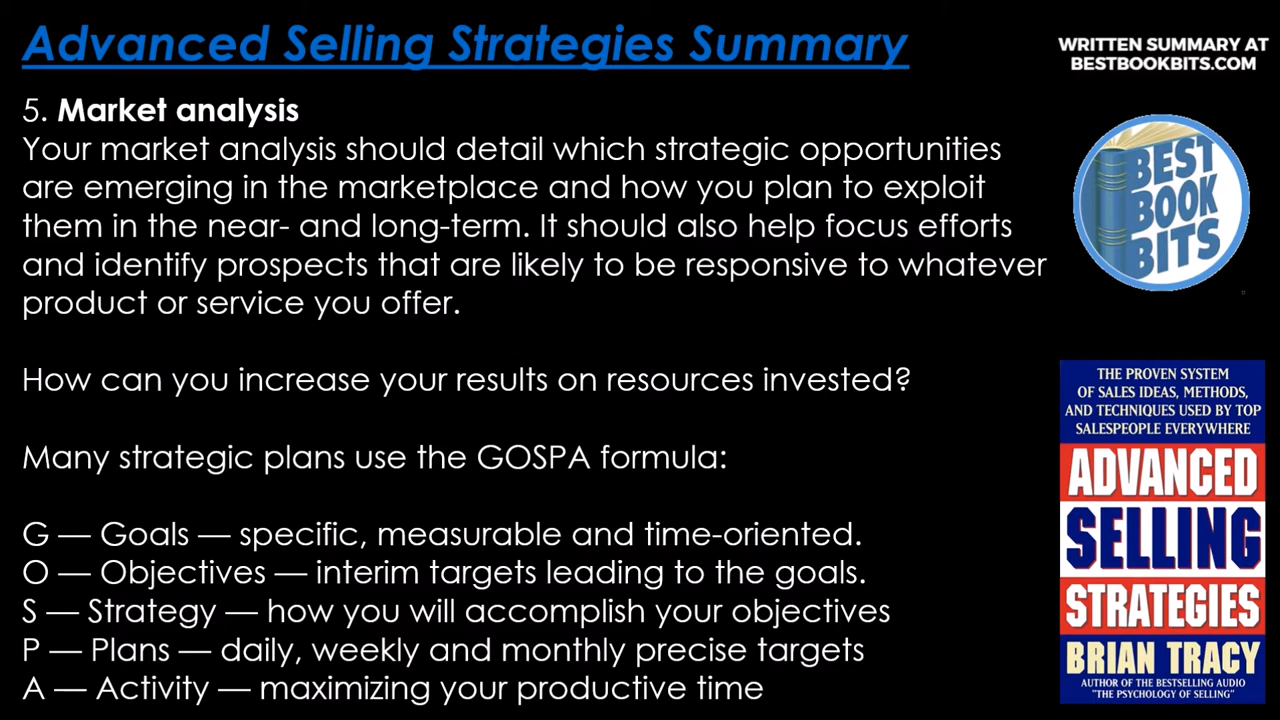 Advanced Selling Strategies Summary
WRITTEN SUMMARY AT
BESTBOOKBITS.COM
5. Market analysis
Your market analysis should detail which strategic opportunities
are emerging in the marketplace and how you plan to exploit
them in the near- and long-term. It should also help focus efforts
and identify prospects that are likely to be responsive to whatever
product or service you offer.
How can you increase your results on resources invested?
Many strategic plans use the GOSPA formula:
G — Goals — specific, measurable and time-oriented.
O — Objectives — interim targets leading to the goals.
S — Strategy — how you will accomplish your objectives
P — Plans — daily, weekly and monthly precise targets
A — Activity — maximizing your productive time
BEST
BOOK
BITS
THE PROVEN SYSTEM
OF SALES IDEAS, METHODS,
AND TECHNIQUES USED BY TOP
SALESPEOPLE EVERYWHERE
ADVANCED
SELLING
STRATEGIES
BRIAN TRACY
AUTHOR OF THE BESTSELLING AUDIO
"THE PSYCHOLOGY OF SELLING"